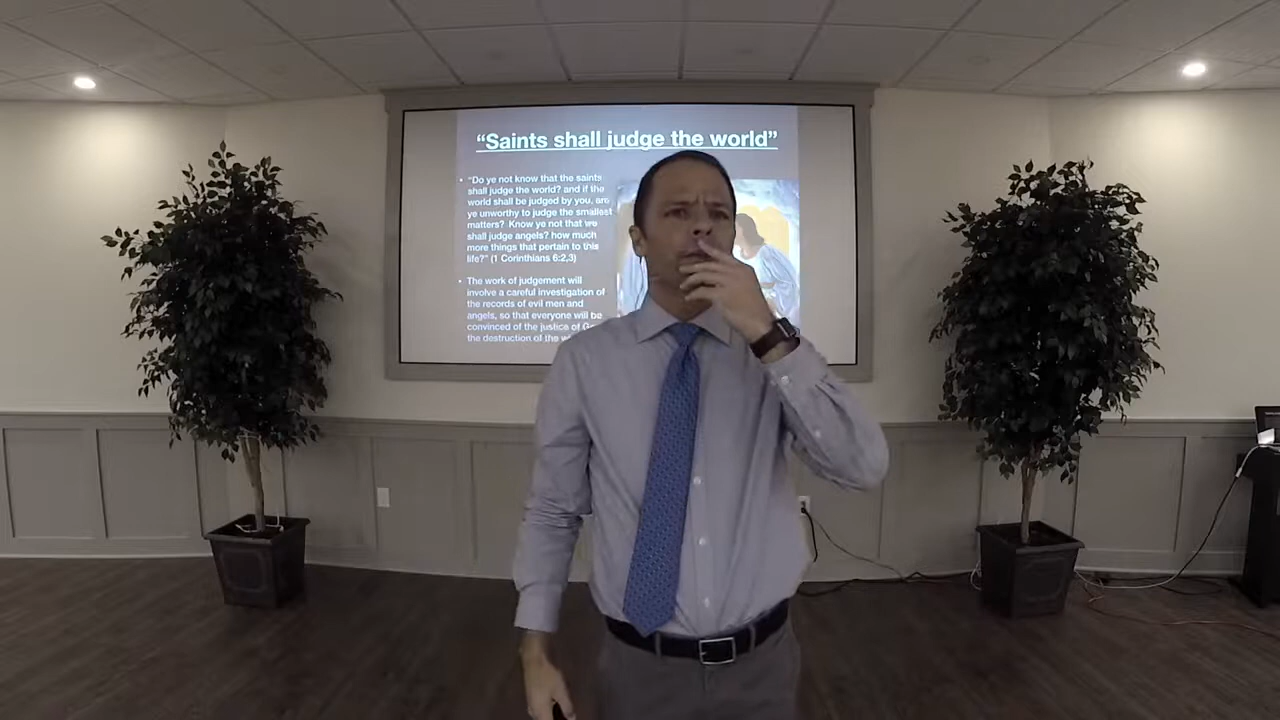 “Saints shall judge the world”
• “Do ye not know that the saints
shall judge the world? and if the
world shall be judged by you, are
ye unworthy to judge the smallest
matters? Know ye not that we
shall judge angels? how much
more things that pertain to this
life?” (1 Corinthians 6:2,3)
• The work of judgement will
involve a careful investigation of
the records of evil men and
angels, so that everyone will be
convinced of the justice of
the destruction of the